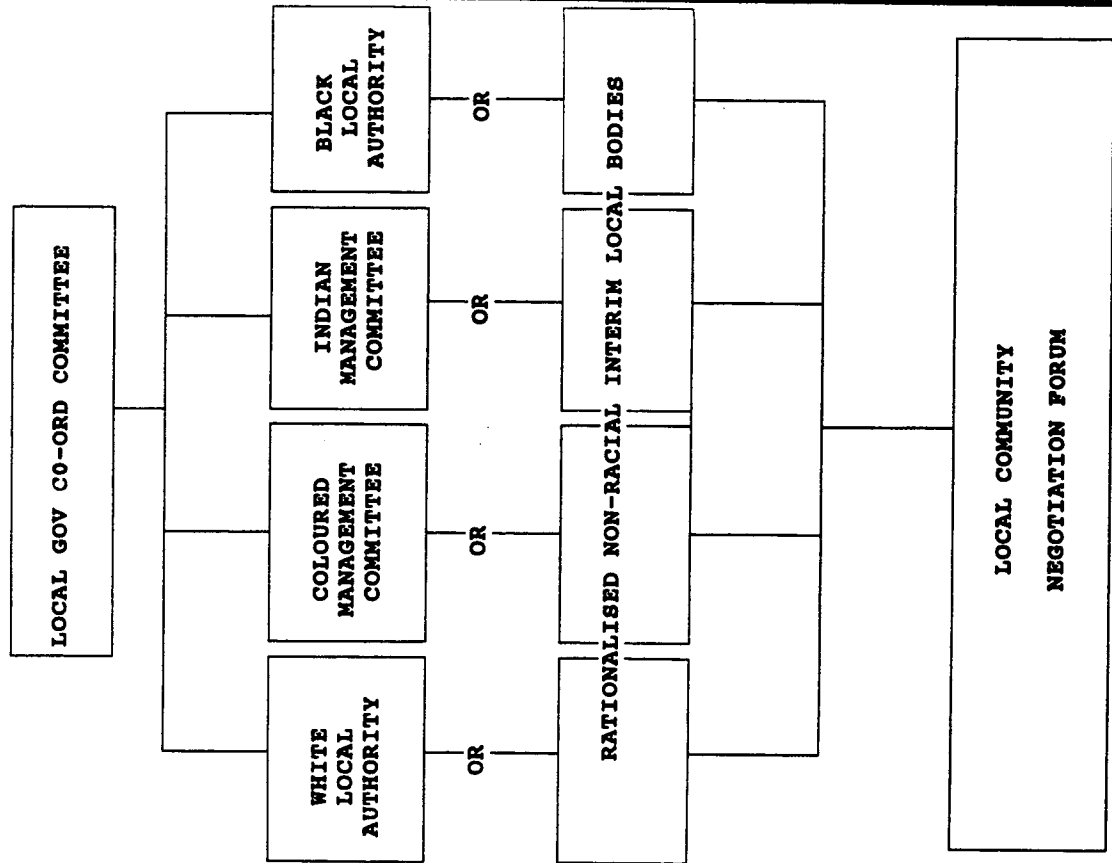 LOCAL GOV CO-ORD COMMITTEE
WHITE
LOCAL
AUTHORITY
COLOURED
MANAGEMENT
COMMITTEE
INDIAN
MANAGEMENT
COMMITTEE
BLACK
LOCAL
AUTHORITY
OR
OR
OR
OR
RATIONALISED NON-RACIAL INTERIM LOCAL BODIES
LOCAL COMMUNITY
NEGOTIATION FORUM